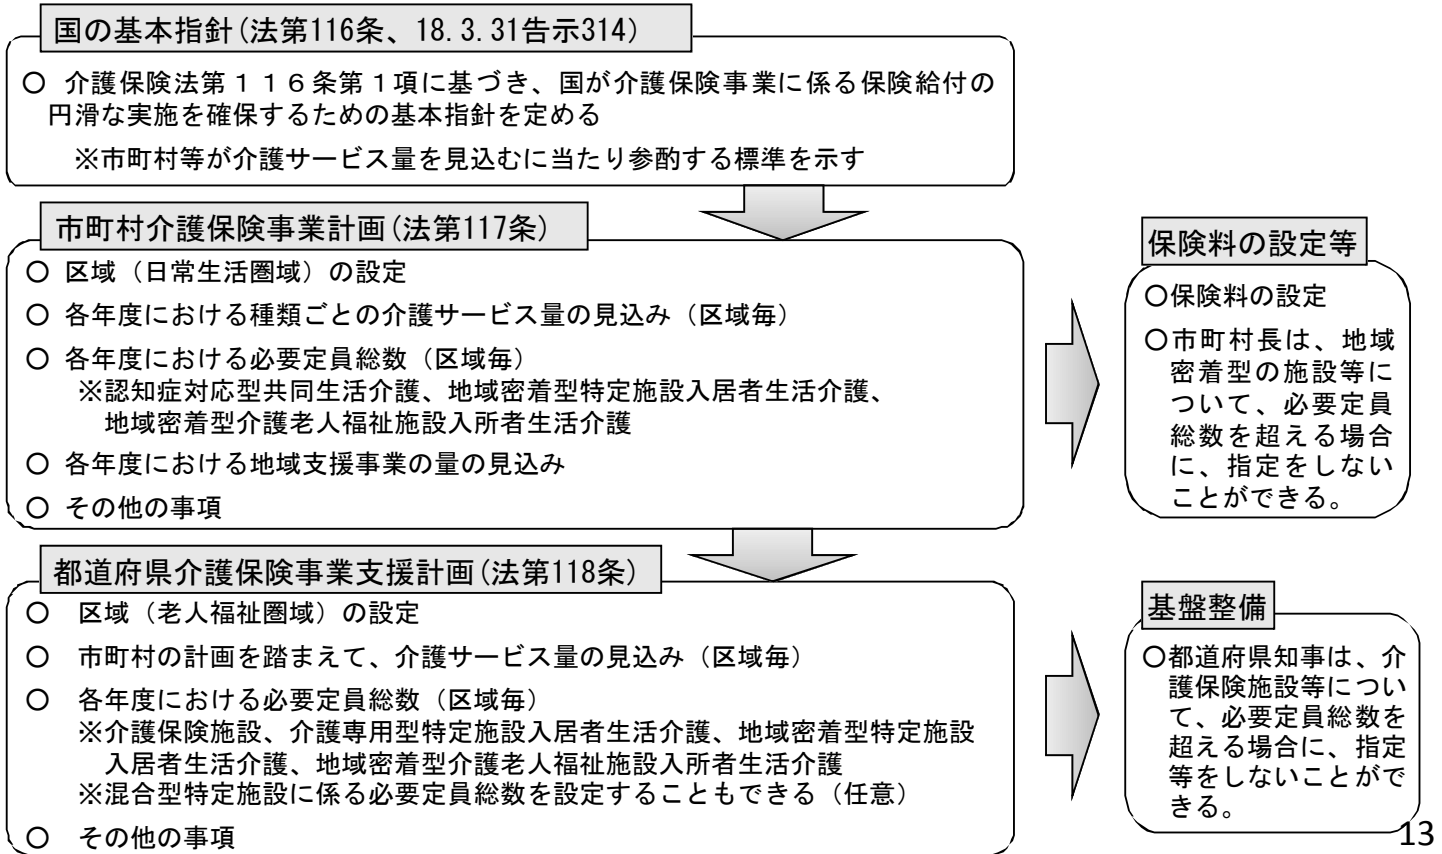 国の基本指針(法第116条、18.3.31告示314)
○ 介護保険法第１１６条第１項に基づき、国が介護保険事業に係る保険給付の
円滑な実施を確保するための基本指針を定める
※市町村等が介護サービス量を見込むに当たり参酌する標準を示す
市町村介護保険事業計画(法第117条)
○ 区域（日常生活圏域）の設定
○ 各年度における種類ごとの介護サービス量の見込み（区域毎）
○ 各年度における必要定員総数（区域毎）
※認知症対応型共同生活介護、地域密着型特定施設入居者生活介護、
地域密着型介護老人福祉施設入所者生活介護
○ 各年度における地域支援事業の量の見込み
○ その他の事項
保険料の設定等
○保険料の設定
○市町村長は、地域
密着型の施設等に
ついて、必要定員
総数を超える場合
に、指定をしない
ことができる。
都道府県介護保険事業支援計画(法第118条)
○ 区域（老人福祉圏域）の設定
○ 市町村の計画を踏まえて、介護サービス量の見込み（区域毎）
○ 各年度における必要定員総数（区域毎）
※介護保険施設、介護専用型特定施設入居者生活介護、地域密着型特定施設
入居者生活介護、地域密着型介護老人福祉施設入所者生活介護
※混合型特定施設に係る必要定員総数を設定することもできる（任意）
○ その他の事項
基盤整備
○都道府県知事は、介
護保険施設等につい
て、必要定員総数を
超える場合に、指定
等をしないことがで
きる。
13